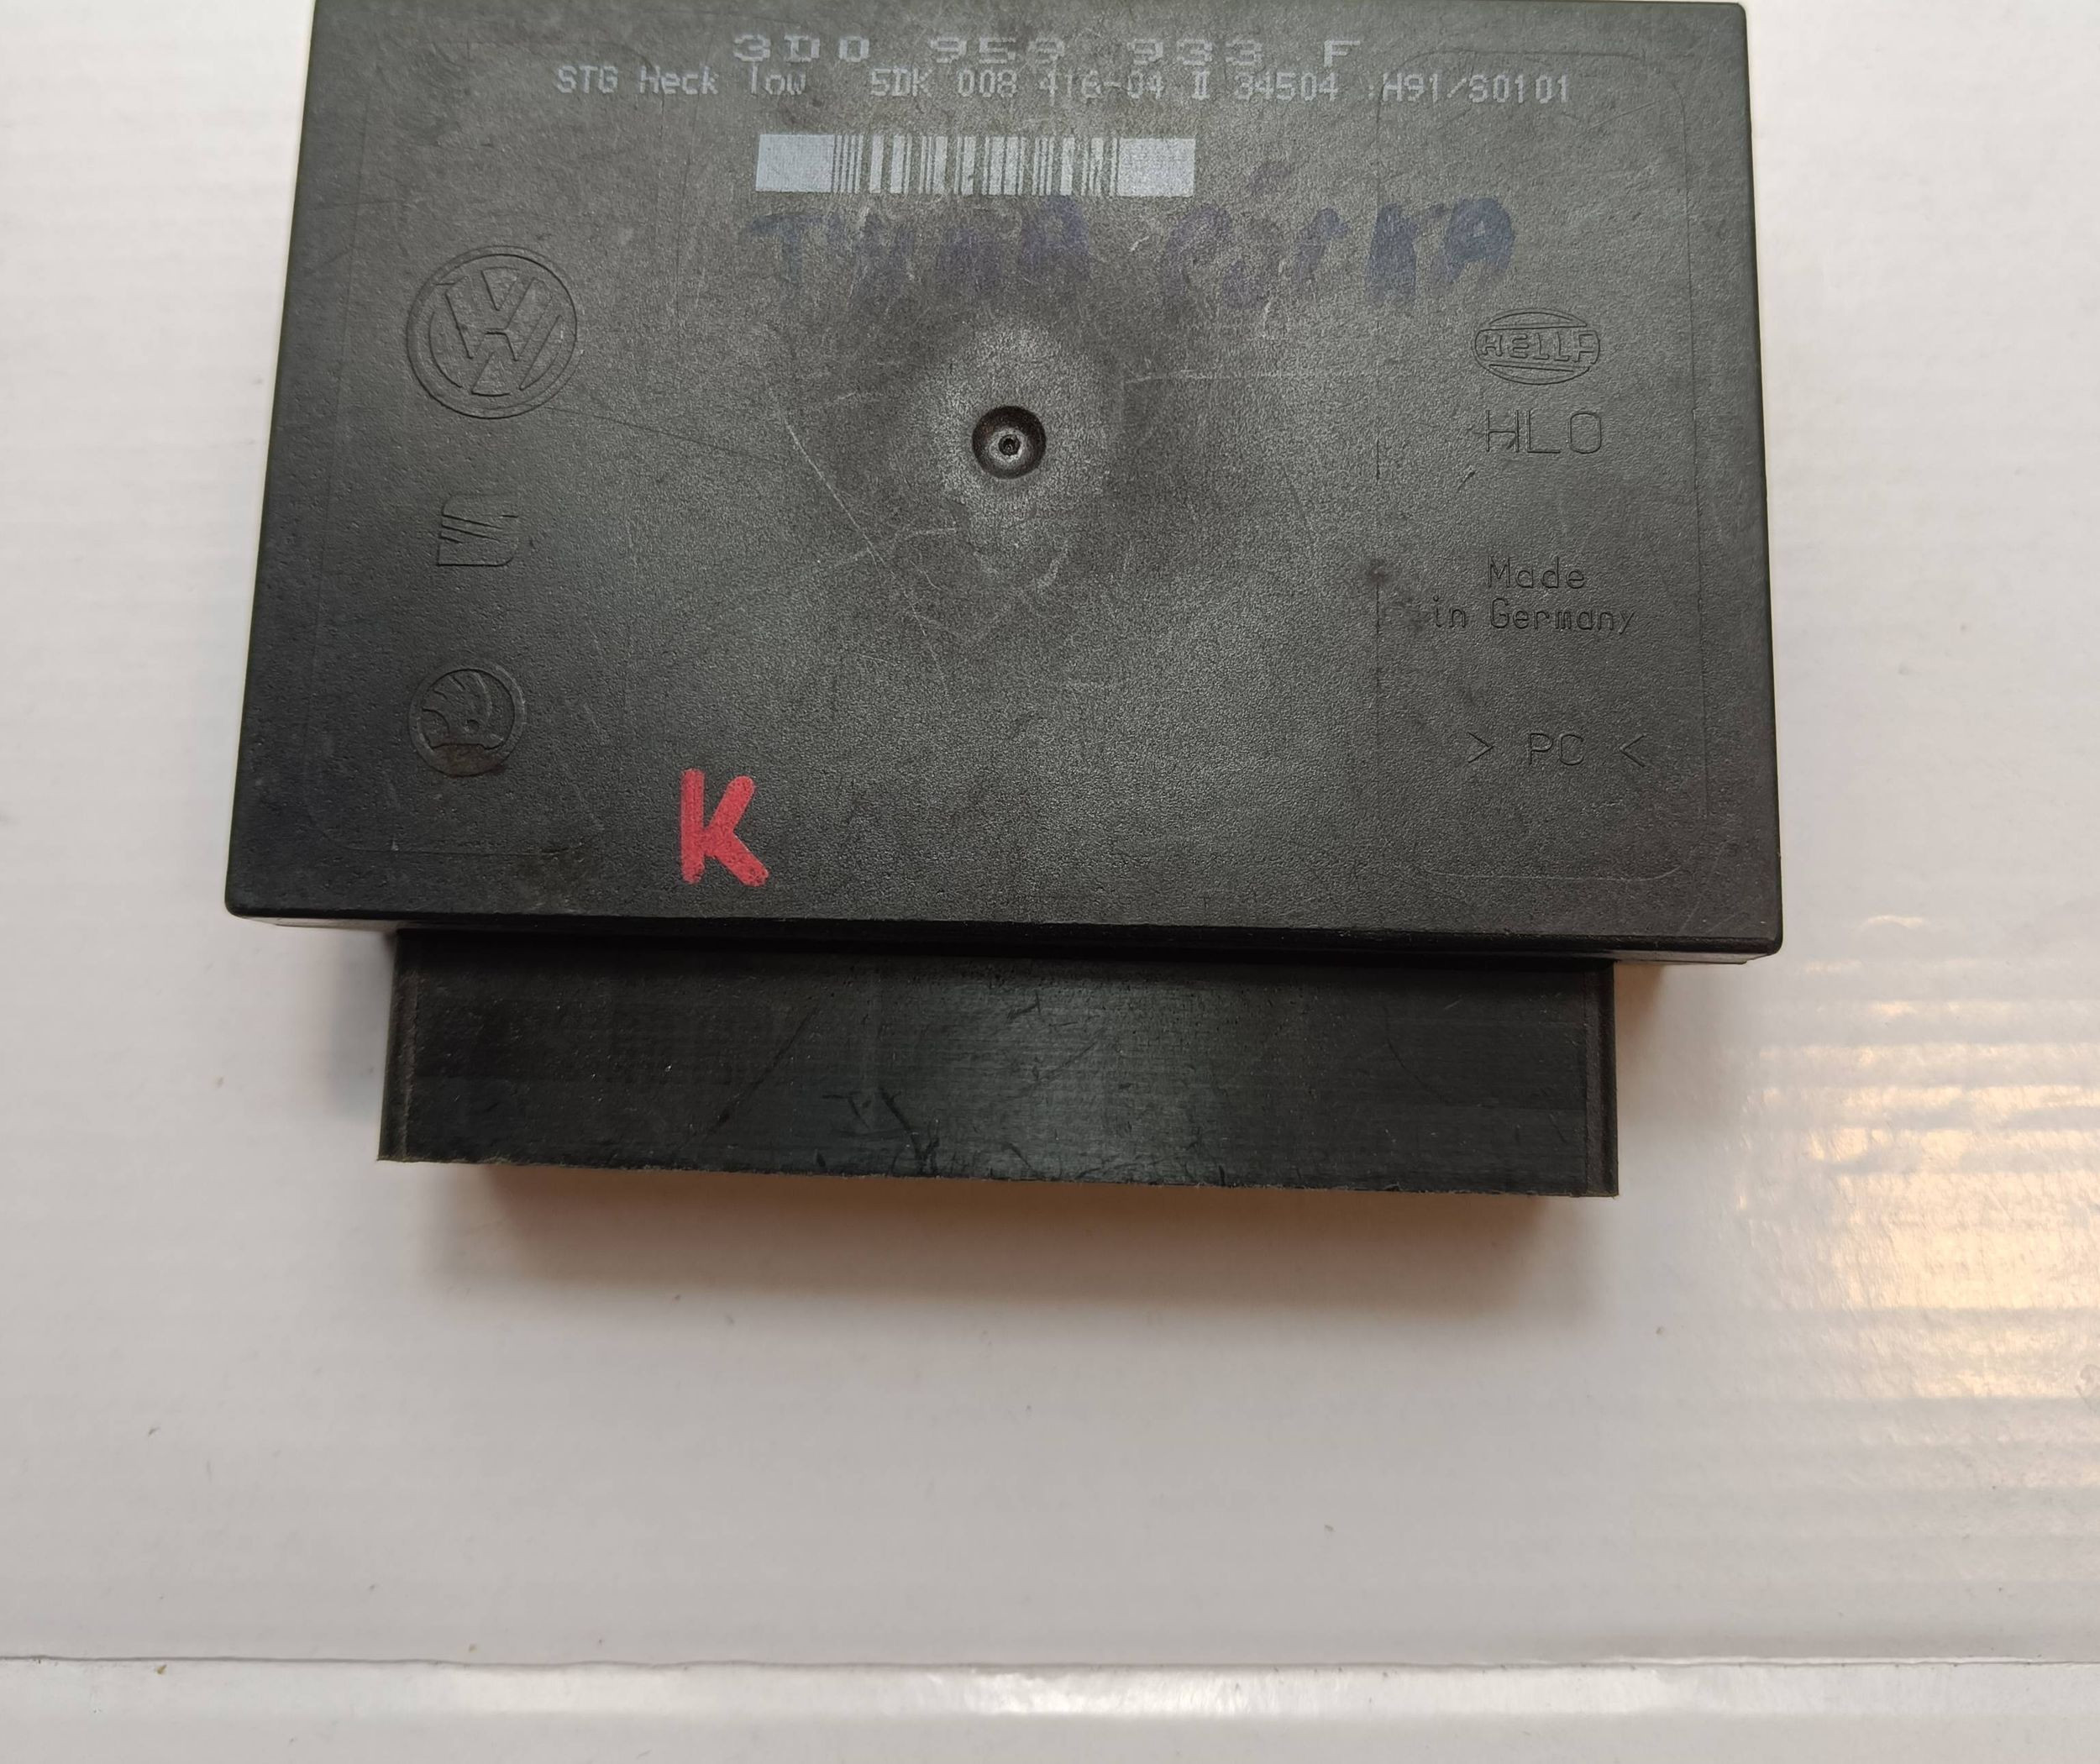 3D0 959 933 F
STG Heck low 5DK 008 416-04 II 34504 H91/S0101
HELLA
HLO
Made
in Germany
> PC <
K